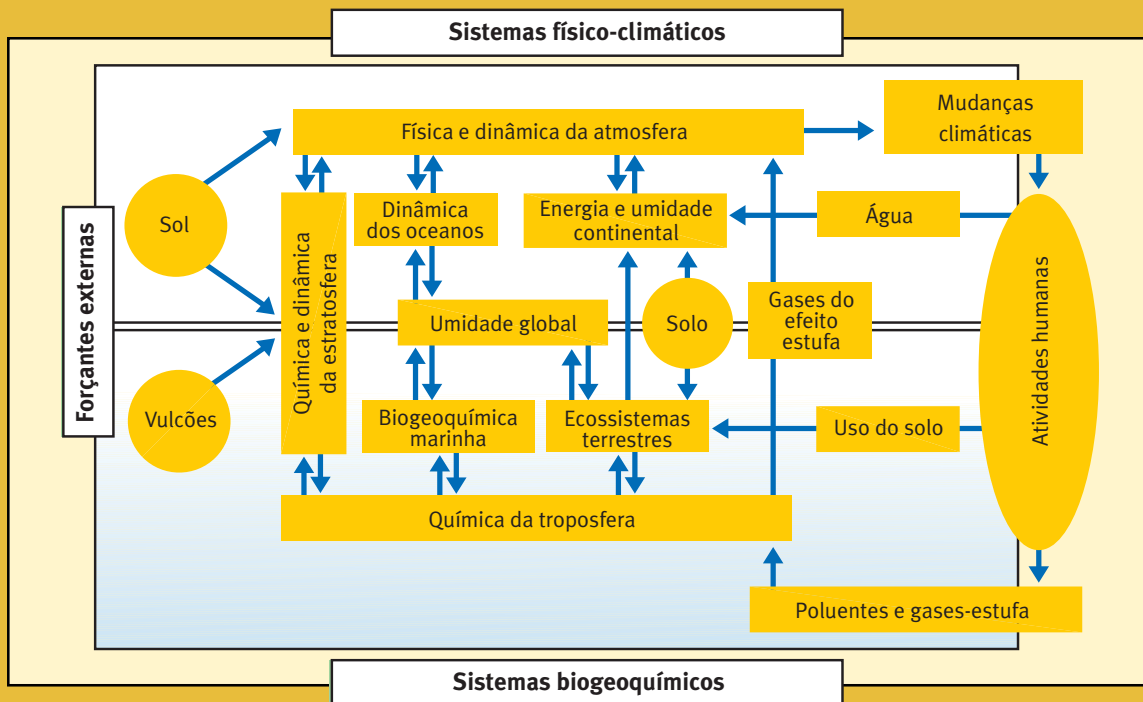 Sistemas físico-climáticos
Mudanças
climáticas
Física e dinâmica da atmosfera
Forçantes externas
Sol
Vulcões
Química e dinâmica
da estratosfera
Dinâmica
dos oceanos
Energia e umidade
continental
Água
Umidade global
Solo
Gases do
efeito
estufa
Atividades humanas
Biogeoquímica
marinha
Ecossistemas
terrestres
Uso do solo
Química da troposfera
Poluentes e gases-estufa
Sistemas biogeoquímicos